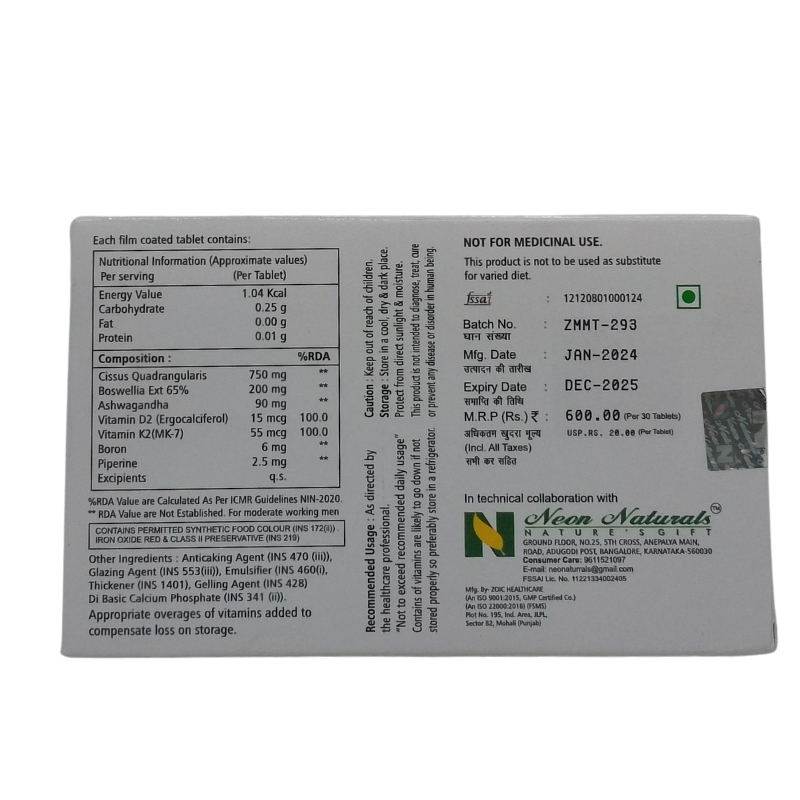 Each film coated tablet contains:
Nutritional Information (Approximate values)
Per serving (Per Tablet)
Energy Value 1.04 Kcal
Carbohydrate 0.25 g
Fat 0.00 g
Protein 0.01 g
Composition : %RDA
Cissus Quadrangularis 750 mg **
Boswellia Ext 65% 200 mg **
Ashwagandha 90 mg **
Vitamin D2 (Ergocalciferol) 15 mcg 100.0
Vitamin K2(MK-7) 55 mcg 100.0
Boron 6 mg **
Piperine 2.5 mg **
Excipients q.s.
%RDA Value are Calculated As Per ICMR Guidelines NIN-2020.
** RDA Value are Not Established. For moderate working men
CONTAINS PERMITTED SYNTHETIC FOOD COLOUR (INS 172(ii)) .
IRON OXIDE RED & CLASS II PRESERVATIVE (INS 219)
Other Ingredients : Anticaking Agent (INS 470 (iii)),
Glazing Agent (INS 553(iii)), Emulsifier (INS 460(i),
Thickener (INS 1401), Gelling Agent (INS 428)
Di Basic Calcium Phosphate (INS 341 (ii)).
Appropriate overages of vitamins added to
compensate loss on storage.
Recommended Usage : As directed by
the healthcare professional.
"Not to exceed recommended daily usage"
Contains of vitamins are likely to go down if not
stored properly so preferably store in a refrigerator.
Caution : Keep out of reach of children.
Storage : Store in a cool, dry & dark place.
Protect from direct sunlight & moisture.
This product is not intended to diagnose, treat, cure
or prevent any disease or disorder in human being.
NOT FOR MEDICINAL USE.
This product is not to be used as substitute
for varied diet.
fssai : 12120801000124
Batch No. : ZMMT-293
घान संख्या
Mfg. Date : JAN-2024
उत्पादन की तारीख
Expiry Date : DEC-2025
समाप्ति की तिथि
M.R.P (Rs.) ₹ : 600.00 (Per 30 Tablets)
अधिकतम खुदरा मूल्य USP.RS. 20.00 (Per Tablet)
(Incl. All Taxes)
सभी कर सहित
In technical collaboration with
Neon Naturals™
NATURE'S GIFT
GROUND FLOOR, NO.25, 5TH CROSS, ANEPALYA MAIN,
ROAD, ADUGODI POST, BANGALORE, KARNATAKA-560030
Consumer Care: 9611521097
E-mail: neonaturrals@gmail.com
FSSAI Lic. No. 11221334002405
Mfg. By- ZOIC HEALTHCARE
(An ISO 9001:2015, GMP Certified Co.)
(An ISO 22000:2018) (FSMS)
Plot No. 195, Ind. Area, JLPL,
Sector 82, Mohali (Punjab)